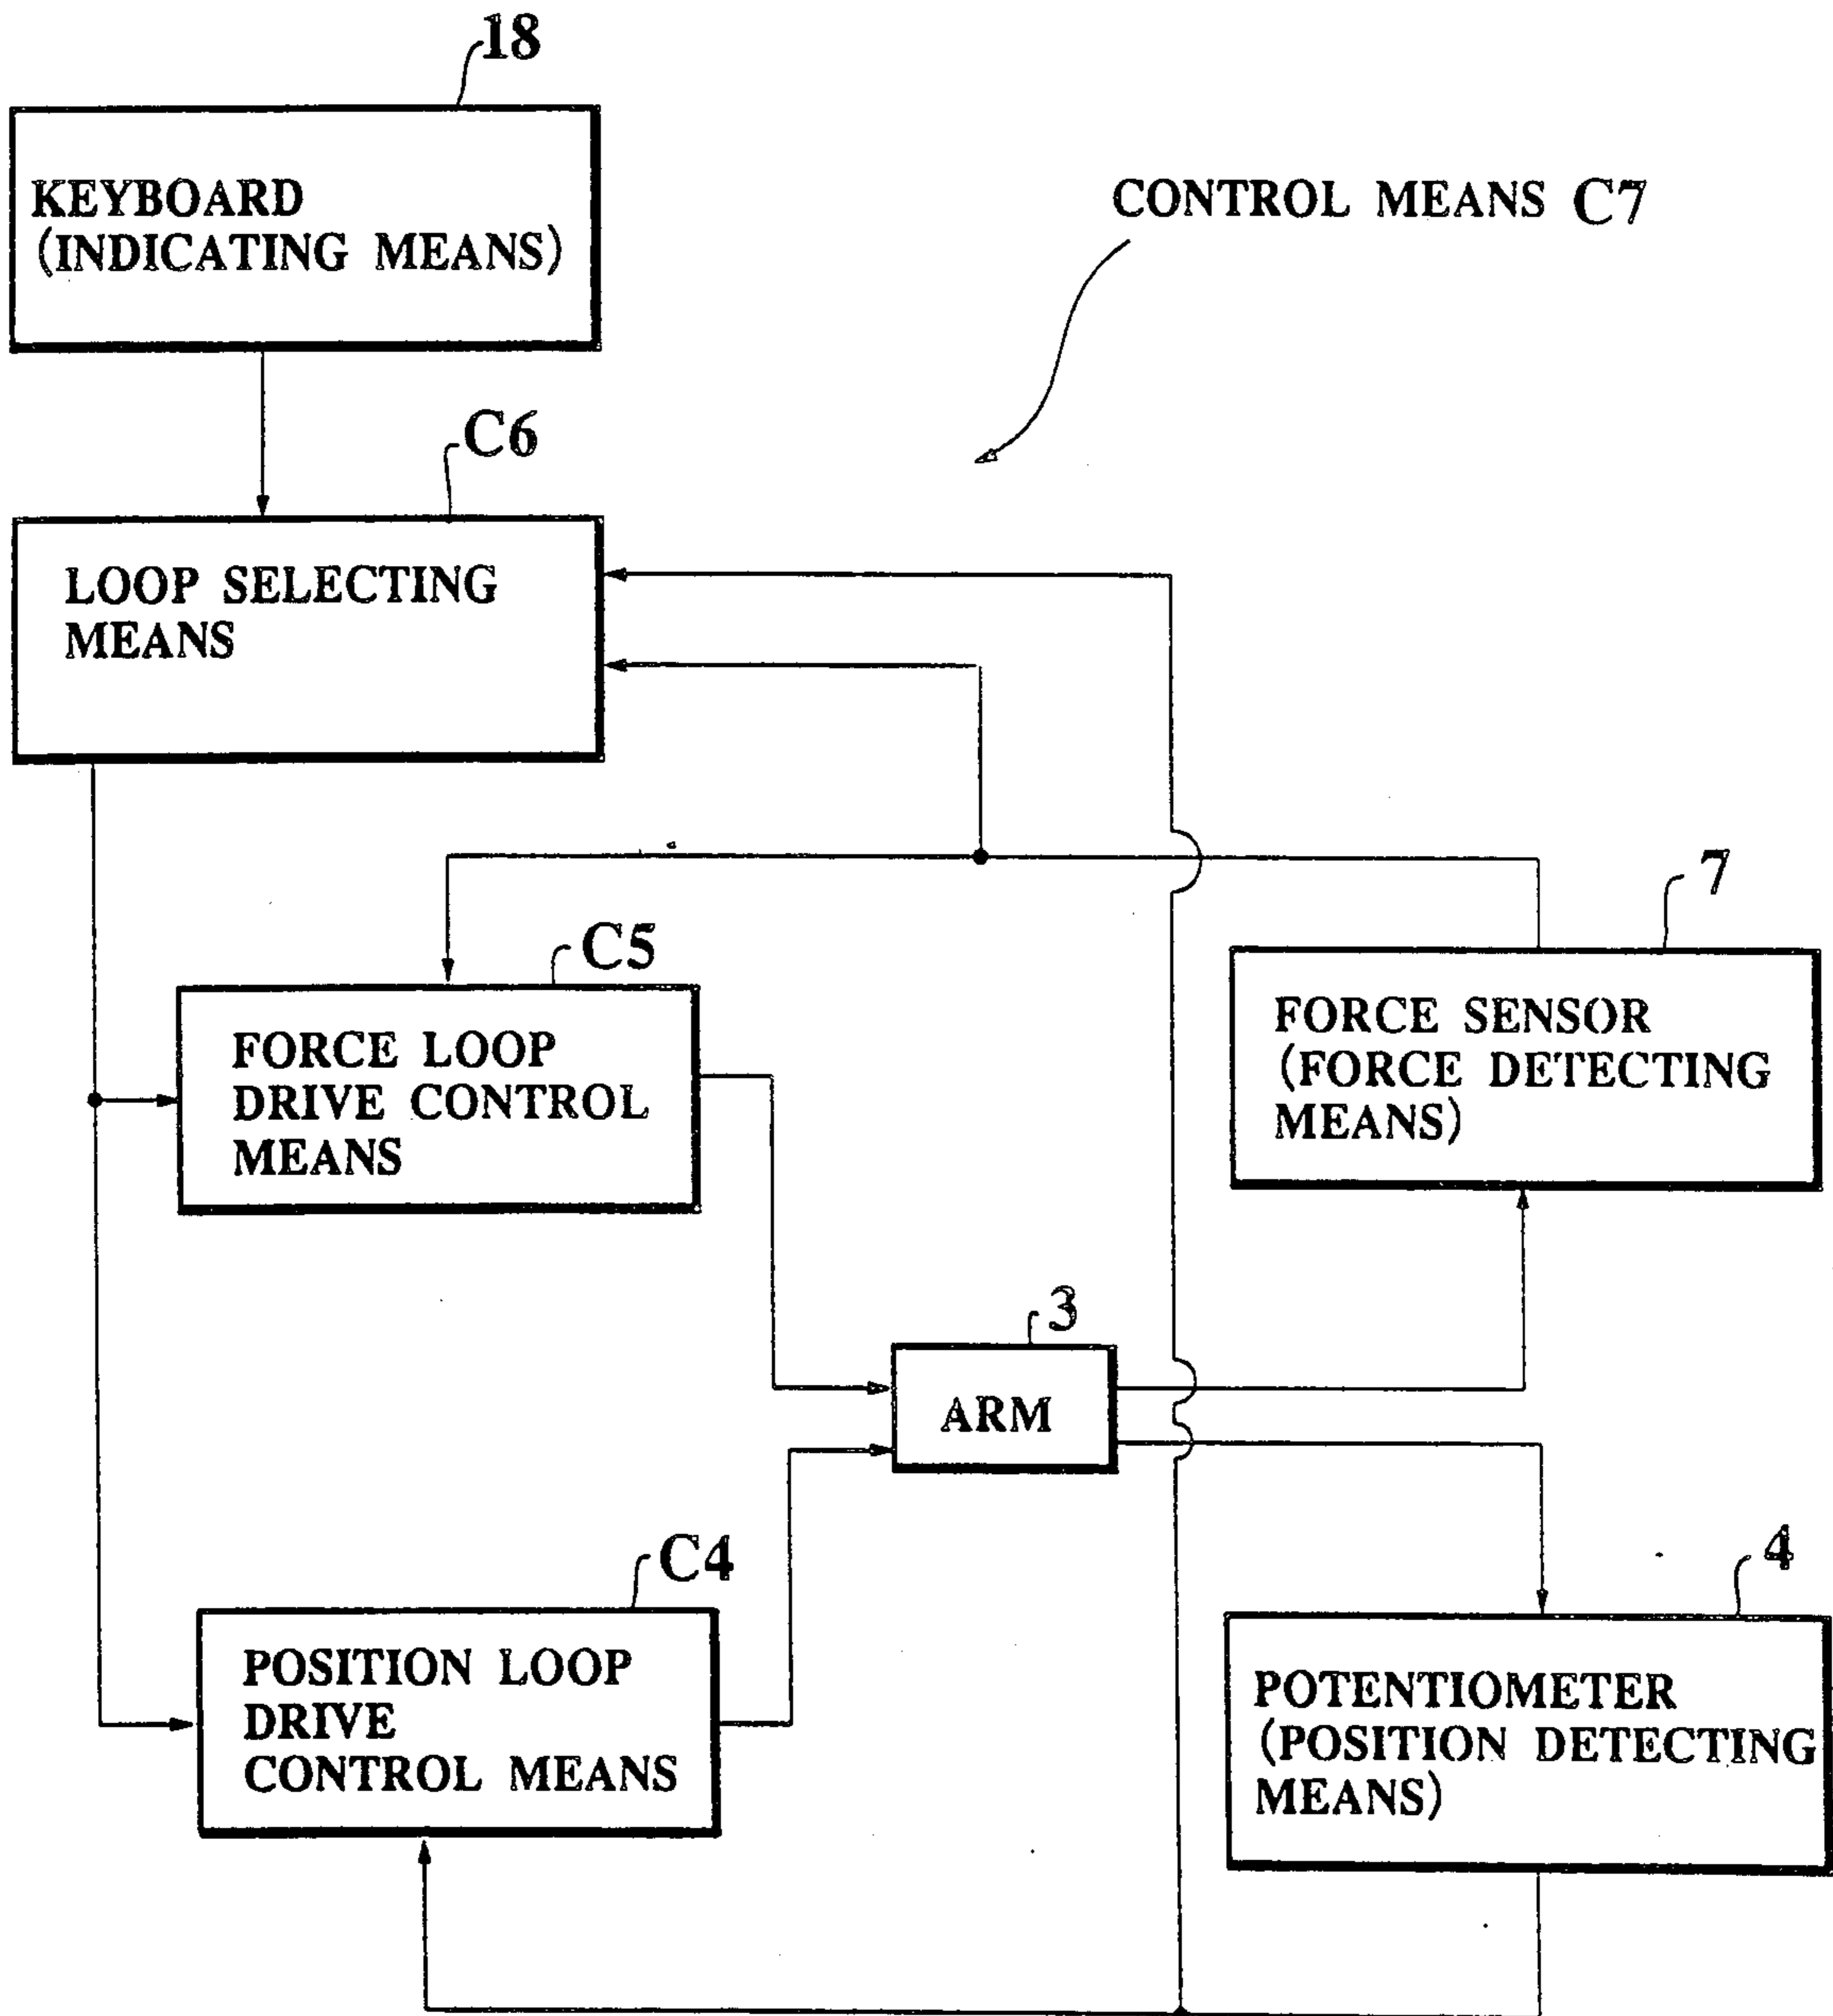 18
KEYBOARD
(INDICATING MEANS)
CONTROL MEANS C7
C6
LOOP SELECTING
MEANS
7
C5
FORCE LOOP
DRIVE CONTROL
MEANS
FORCE SENSOR
(FORCE DETECTING
MEANS)
3
ARM
C4
POSITION LOOP
DRIVE
CONTROL MEANS
4
POTENTIOMETER
(POSITION DETECTING
MEANS)